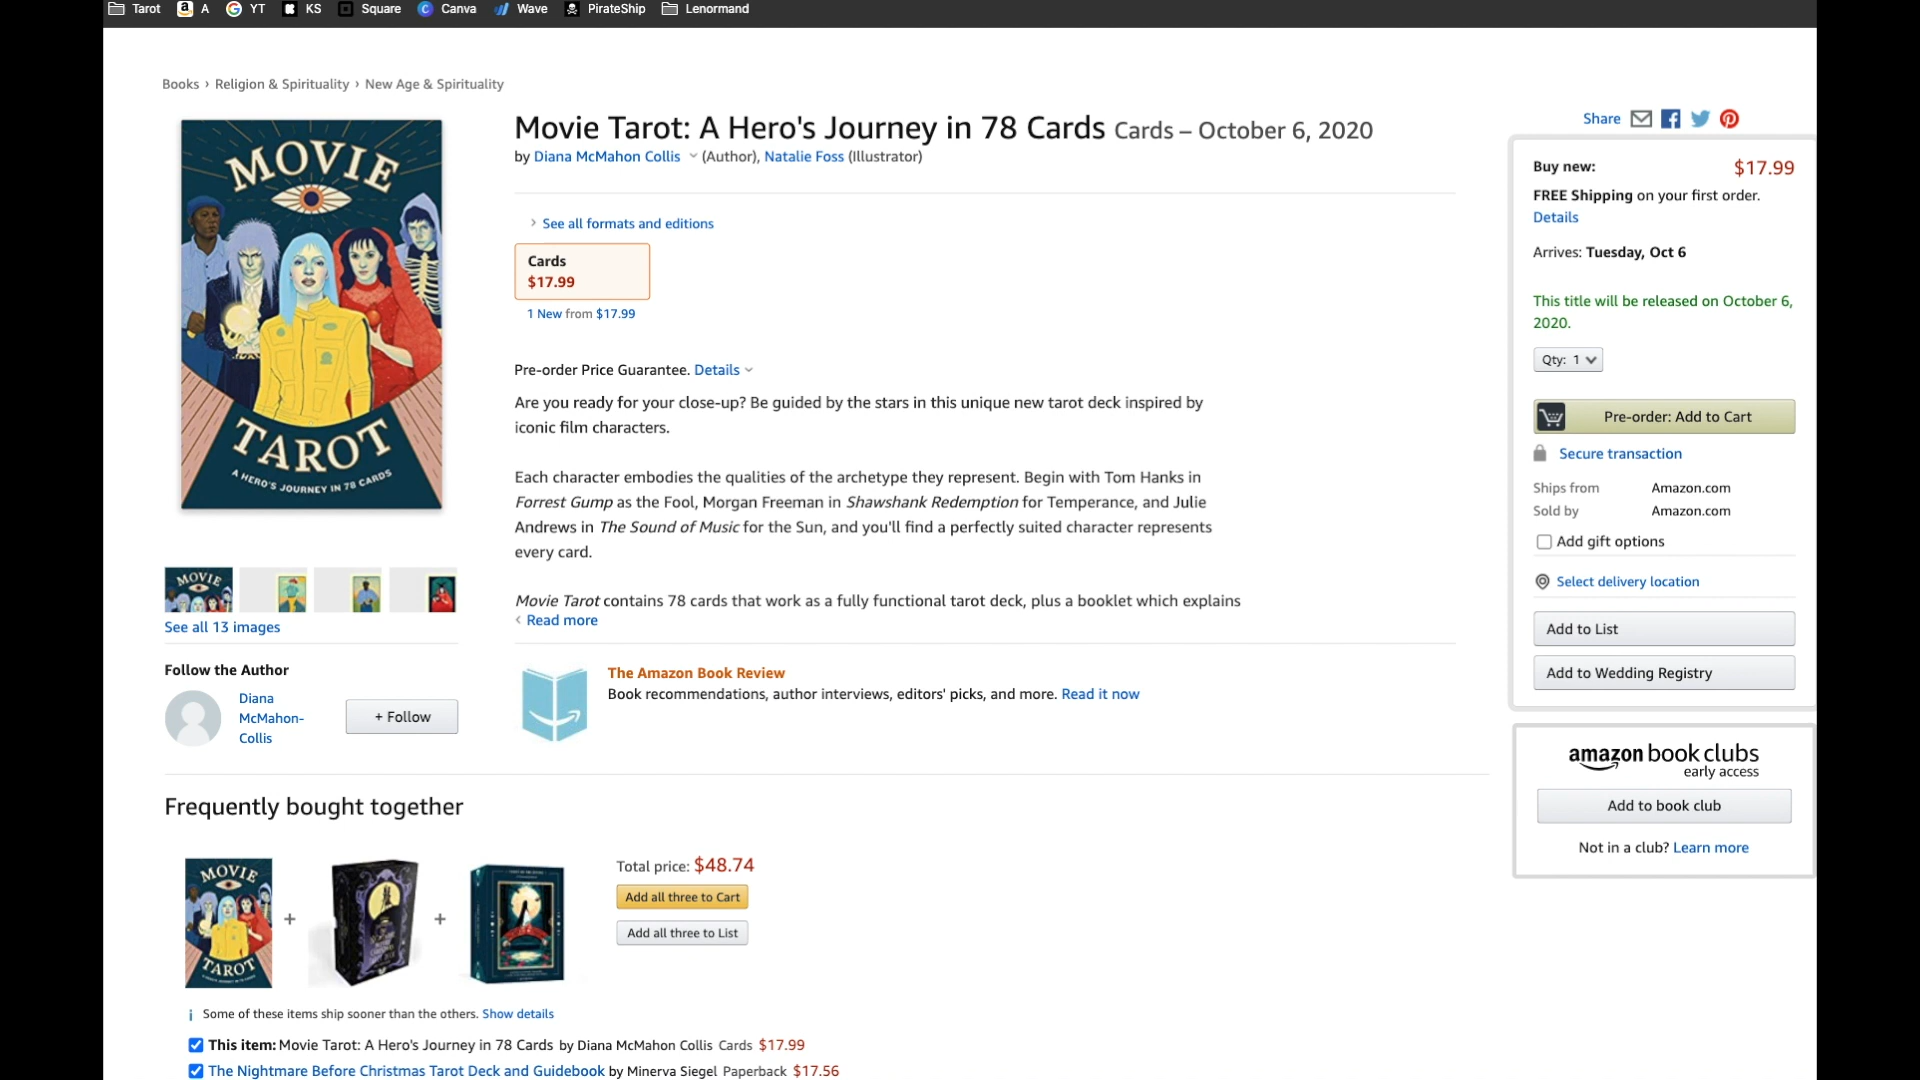 Tarot A YT KS Square Canva Wave PirateShip Lenormand
Books › Religion & Spirituality › New Age & Spirituality
MOVIE
TAROT
A HERO'S JOURNEY IN 78 CARDS
Movie Tarot: A Hero's Journey in 78 Cards Cards – October 6, 2020
by Diana McMahon Collis (Author), Natalie Foss (Illustrator)
See all formats and editions
Cards
$17.99
1 New from $17.99
Pre-order Price Guarantee. Details
Are you ready for your close-up? Be guided by the stars in this unique new tarot deck inspired by
iconic film characters.
Each character embodies the qualities of the archetype they represent. Begin with Tom Hanks in
Forrest Gump as the Fool, Morgan Freeman in Shawshank Redemption for Temperance, and Julie
Andrews in The Sound of Music for the Sun, and you'll find a perfectly suited character represents
every card.
Movie Tarot contains 78 cards that work as a fully functional tarot deck, plus a booklet which explains
Read more
MOVIE
See all 13 images
Follow the Author
Diana
McMahon-
Collis
+ Follow
The Amazon Book Review
Book recommendations, author interviews, editors' picks, and more. Read it now
Share
Buy new: $17.99
FREE Shipping on your first order.
Details
Arrives: Tuesday, Oct 6
This title will be released on October 6,
2020.
Qty: 1
Pre-order: Add to Cart
Secure transaction
Ships from Amazon.com
Sold by Amazon.com
Add gift options
Select delivery location
Add to List
Add to Wedding Registry
amazon book clubs
early access
Add to book club
Not in a club? Learn more
Frequently bought together
MOVIE
TAROT
+
+
Total price: $48.74
Add all three to Cart
Add all three to List
Some of these items ship sooner than the others. Show details
This item: Movie Tarot: A Hero's Journey in 78 Cards by Diana McMahon Collis Cards $17.99
The Nightmare Before Christmas Tarot Deck and Guidebook by Minerva Siegel Paperback $17.56